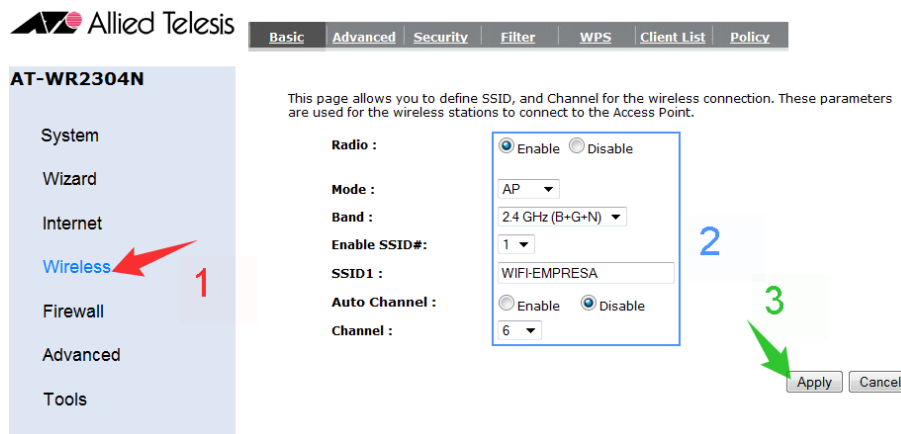 Allied Telesis
Basic Advanced Security Filter WPS Client List Policy
AT-WR2304N
This page allows you to define SSID, and Channel for the wireless connection. These parameters
are used for the wireless stations to connect to the Access Point.
System
Wizard
Internet
Wireless
Firewall
Advanced
Tools
1
Radio : Enable Disable
Mode : AP
Band : 2.4 GHz (B+G+N)
Enable SSID#: 1
SSID1 : WIFI-EMPRESA
Auto Channel : Enable Disable
Channel : 6
2
3
Apply Cancel